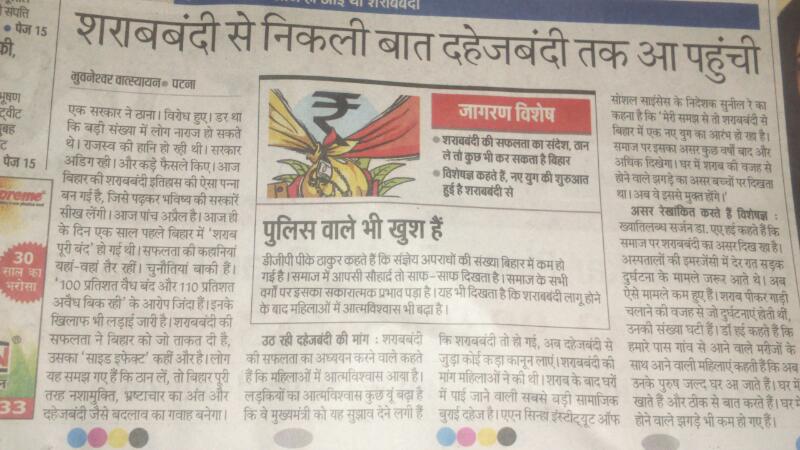 संपत्ति
• पेज 15
की,
भूषण
ट्वीट
सुबह
पेज 15
preme
30
साल का
भरोसा
33
शराबबंदी से निकली बात दहेजबंदी तक आ पहुंची
भुवनेश्वर वात्स्यायन • पटना
एक सरकार ने ठाना। विरोध हुए। डर था
कि बड़ी संख्या में लोग नाराज हो सकते
थे। राजस्व की हानि हो रही थी। सरकार
अडिग रही। और कड़े फैसले किए। आज
बिहार की शराबबंदी इतिहास की ऐसा पन्ना
बन गई है, जिसे पढ़कर भविष्य की सरकारें
सीख लेंगी। आज पांच अप्रैल है। आज ही
के दिन एक साल पहले बिहार में 'शराब
पूरी बंद' हो गई थी। सफलता की कहानियां
यहां-वहां तैर रहीं। चुनौतियां बाकी हैं।
'100 प्रतिशत वैध बंद और 110 प्रतिशत
अवैध बिक रही' के आरोप जिंदा हैं। इनके
खिलाफ भी लड़ाई जारी है। शराबबंदी की
सफलता ने बिहार को जो ताकत दी है,
उसका 'साइड इफेक्ट' कहीं और है। लोग
यह समझ गए हैं कि ठान लें, तो बिहार पूरी
तरह नशामुक्ति, भ्रष्टाचार का अंत और
दहेजबंदी जैसे बदलाव का गवाह बनेगा।
₹
जागरण विशेष
• शराबबंदी की सफलता का संदेश, ठान
ले तो कुछ भी कर सकता है बिहार
• विशेषज्ञ कहते हैं, नए युग की शुरुआत
हुई है शराबबंदी से
पुलिस वाले भी खुश हैं
डीजीपी पीके ठाकुर कहते हैं कि संज्ञेय अपराधों की संख्या बिहार में कम हो
गई है। समाज में आपसी सौहार्द्र तो साफ-साफ दिखता है। समाज के सभी
वर्गों पर इसका सकारात्मक प्रभाव पड़ा है। यह भी दिखता है कि शराबबंदी लागू होने
के बाद महिलाओं में आत्मविश्वास भी बढ़ा है।
उठ रही दहेजबंदी की मांग : शराबबंदी
की सफलता का अध्ययन करने वाले कहते
हैं कि महिलाओं में आत्मविश्वास आया है।
लड़कियों का आत्मविश्वास कुछ यूं बढ़ा है
कि वे मुख्यमंत्री को यह सुझाव देने लगी हैं
कि शराबबंदी तो हो गई, अब दहेजबंदी से
जुड़ा कोई कड़ा कानून लाएं। शराबबंदी की
मांग महिलाओं ने की थी। शराब के बाद घरों
में पाई जाने वाली सबसे बड़ी सामाजिक
बुराई दहेज है। एएन सिन्हा इंस्टीट्यूट ऑफ
सोशल साइंसेस के निदेशक सुनील रे का
कहना है कि 'मेरी समझ से तो शराबबंदी से
बिहार में एक नए युग का आरंभ हो रहा है।
समाज पर इसका असर कुछ वर्षों बाद और
अधिक दिखेगा। घर में शराब की वजह से
होने वाले झगड़े का असर बच्चों पर दिखता
था। अब वे इससे मुक्त होंगे।'
असर रेखांकित करते हैं विशेषज्ञ :
ख्यातिलब्ध सर्जन डा. एए हई कहते हैं कि
समाज पर शराबबंदी का असर दिख रहा है।
अस्पतालों की इमरजेंसी में देर रात सड़क
दुर्घटना के मामले जरूर आते थे। अब
ऐसे मामले कम हुए हैं। शराब पीकर गाड़ी
चलाने की वजह से जो दुर्घटनाएं होती थीं,
उनकी संख्या घटी हैं। डॉ हई कहते हैं कि
हमारे पास गांव से आने वाले मरीजों के
साथ आने वाली महिलाएं कहती हैं कि अब
उनके पुरुष जल्द घर आ जाते हैं। घर में
खाते हैं और ठीक से बात करते हैं। घर में
होने वाले झगड़े भी कम हो गए हैं।